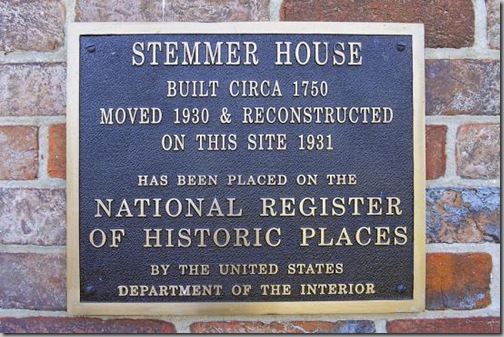 STEMMER HOUSE
BUILT CIRCA 1750
MOVED 1930 & RECONSTRUCTED
ON THIS SITE 1931
HAS BEEN PLACED ON THE
NATIONAL REGISTER
OF HISTORIC PLACES
BY THE UNITED STATES
DEPARTMENT OF THE INTERIOR